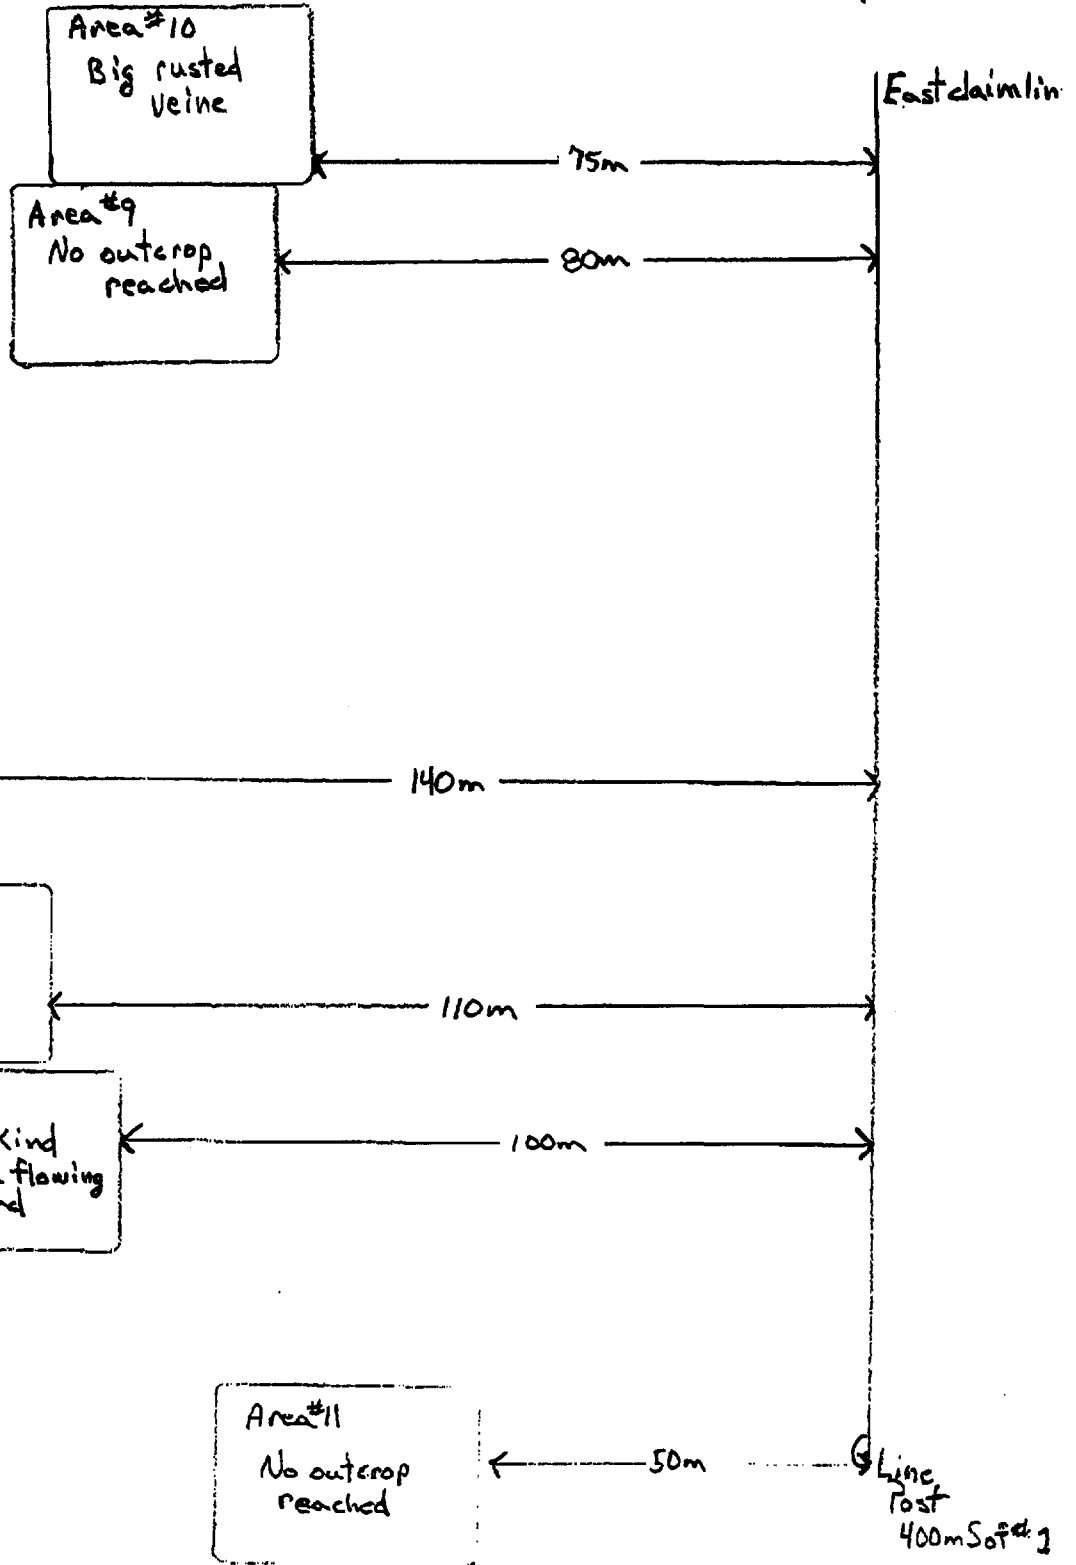 Area #10
Big rusted
veine
East claim lin
75m
Area #9
No outcrop
reached
80m
140m
110m
kind
flowing
100m
Area #11
No outcrop
reached
50m
Line
Post
400m S of #1